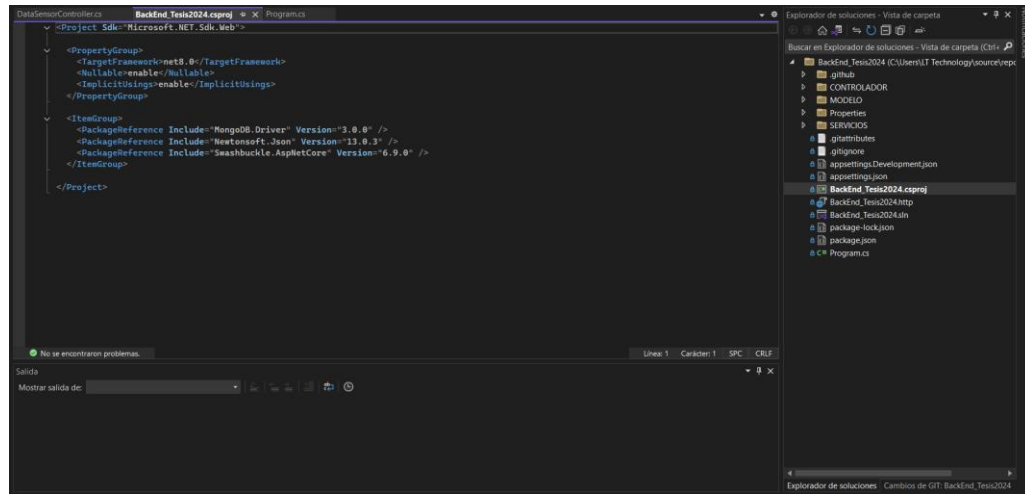 DataSensorController.cs BackEnd_Tesis2024.csproj Program.cs
<Project Sdk="Microsoft.NET.Sdk.Web">
<PropertyGroup>
<TargetFramework>net8.0</TargetFramework>
<Nullable>enable</Nullable>
<ImplicitUsings>enable</ImplicitUsings>
</PropertyGroup>
<ItemGroup>
<PackageReference Include="MongoDB.Driver" Version="3.0.0" />
<PackageReference Include="Newtonsoft.Json" Version="13.0.3" />
<PackageReference Include="Swashbuckle.AspNetCore" Version="6.9.0" />
</ItemGroup>
</Project>
No se encontraron problemas. Línea: 1 Carácter: 1 SPC CRLF
Salida
Mostrar salida de:
Explorador de soluciones - Vista de carpeta
Buscar en Explorador de soluciones - Vista de carpeta (Ctrl+
BackEnd_Tesis2024 (C:\Users\LT Technology\source\repo
.github
CONTROLADOR
MODELO
Properties
SERVICIOS
.gitattributes
.gitignore
appsettings.Development.json
appsettings.json
BackEnd_Tesis2024.csproj
BackEnd_Tesis2024.http
BackEnd_Tesis2024.sln
package-lock.json
package.json
C# Program.cs
Explorador de soluciones Cambios de GIT: BackEnd_Tesis2024